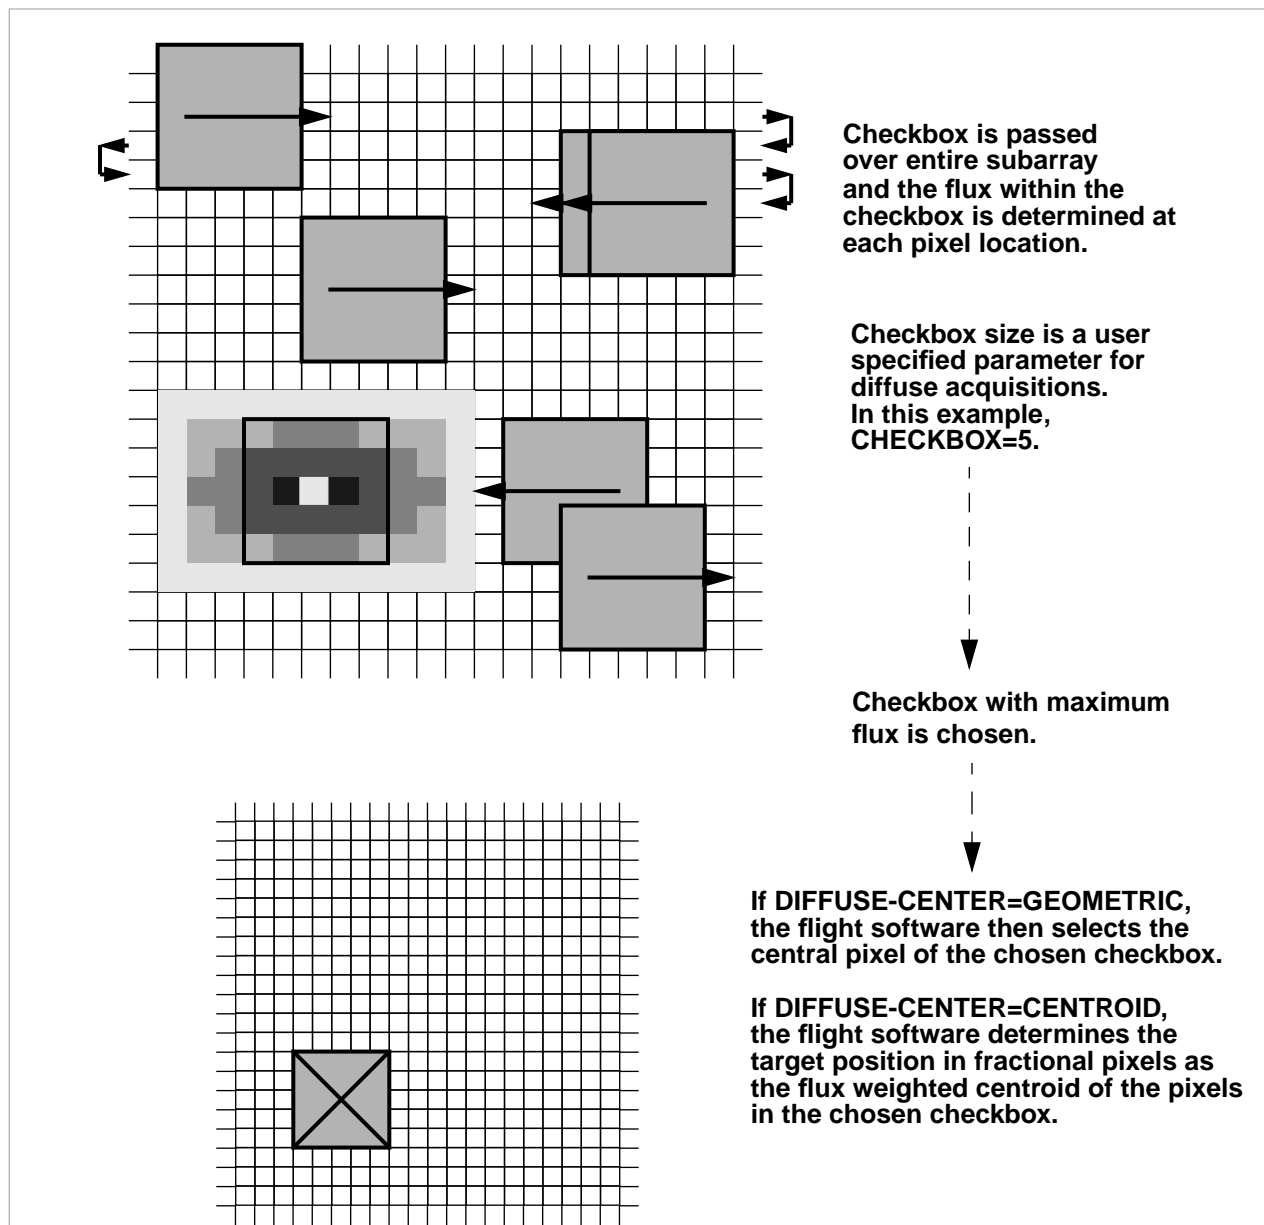 Checkbox is passed
over entire subarray
and the flux within the
checkbox is determined at
each pixel location.
Checkbox size is a user
specified parameter for
diffuse acquisitions.
In this example,
CHECKBOX=5.
Checkbox with maximum
flux is chosen.
If DIFFUSE-CENTER=GEOMETRIC,
the flight software then selects the
central pixel of the chosen checkbox.
If DIFFUSE-CENTER=CENTROID,
the flight software determines the
target position in fractional pixels as
the flux weighted centroid of the pixels
in the chosen checkbox.